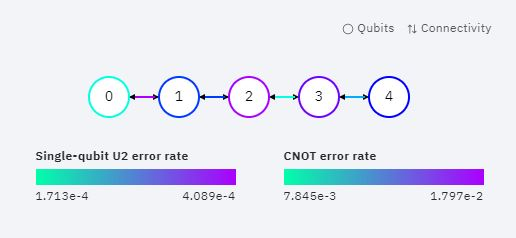 Qubits Connectivity
0 1 2 3 4
Single-qubit U2 error rate CNOT error rate
1.713e-4 4.089e-4 7.845e-3 1.797e-2